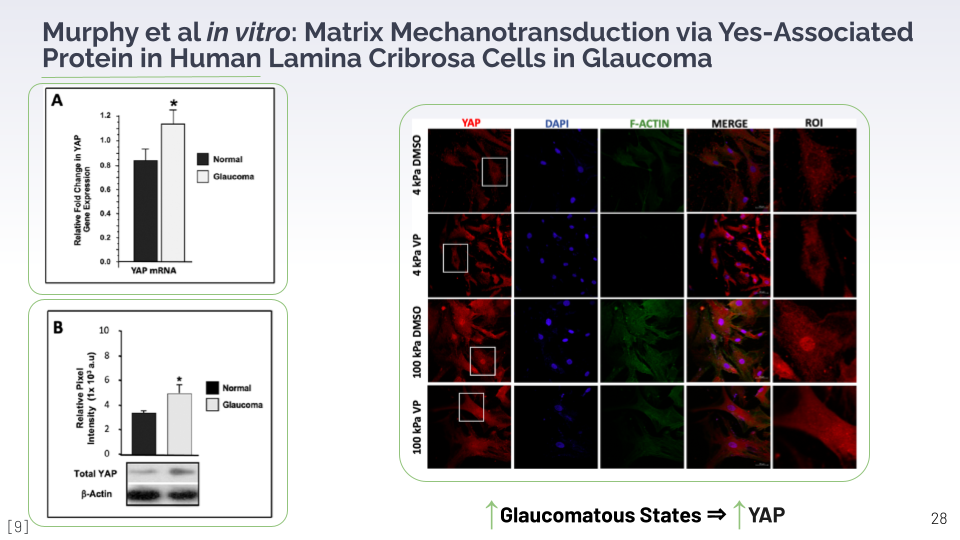 Murphy et al in vitro: Matrix Mechanotransduction via Yes-Associated
Protein in Human Lamina Cribrosa Cells in Glaucoma
A
*
Relative Fold Change in YAP
Gene Expression
1.2
1.0
0.8
0.6
0.4
0.2
0.0
YAP mRNA
Normal
Glaucoma
B
*
Relative Pixel
Intensity (1x 10³ a.u)
10
8
6
4
2
0
Normal
Glaucoma
Total YAP
β-Actin
YAP DAPI F-ACTIN MERGE ROI
4 kPa DMSO
4 kPa VP
100 kPa DMSO
100 kPa VP
↑Glaucomatous States ⇒ ↑YAP
[9]
28